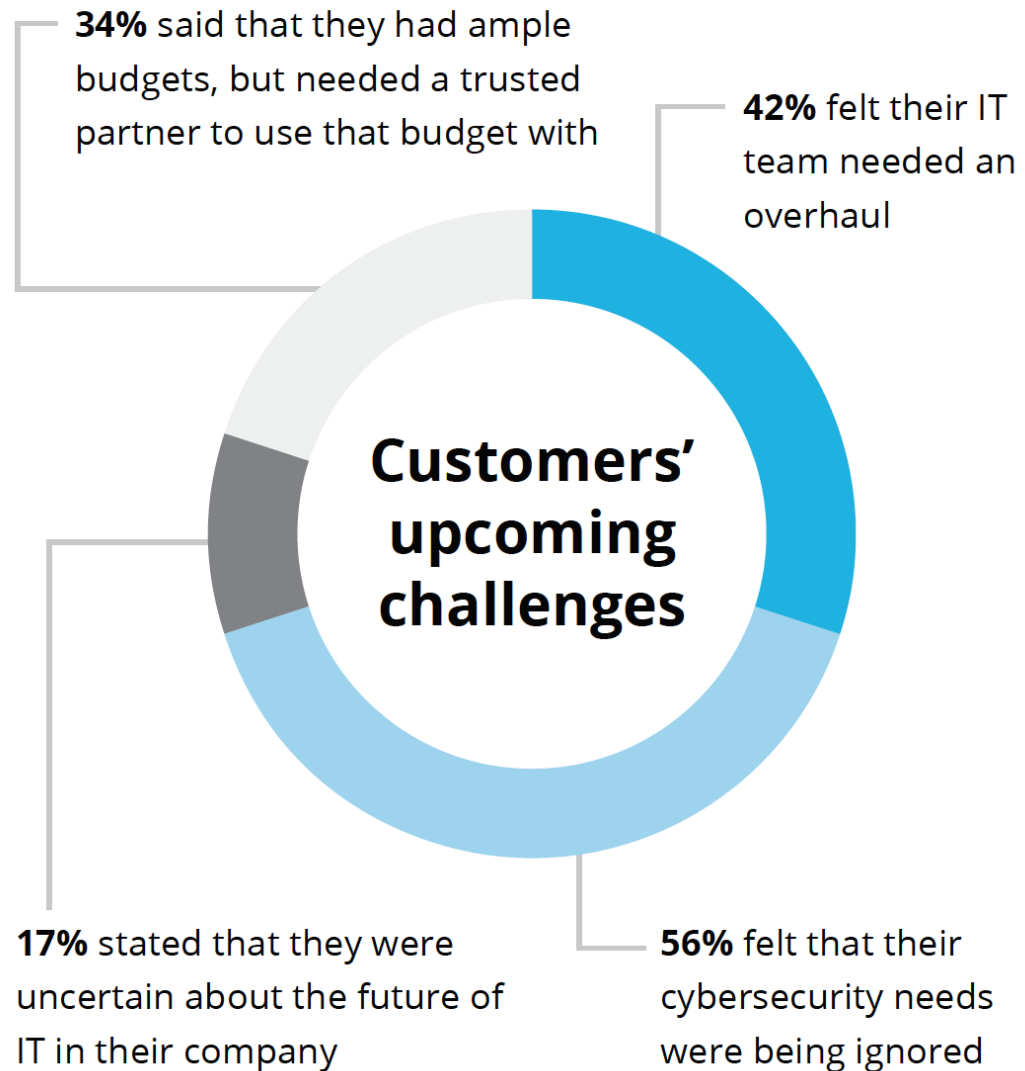 34% said that they had ample
budgets, but needed a trusted
partner to use that budget with
42% felt their IT
team needed an
overhaul
Customers’
upcoming
challenges
17% stated that they were
uncertain about the future of
IT in their company
56% felt that their
cybersecurity needs
were being ignored